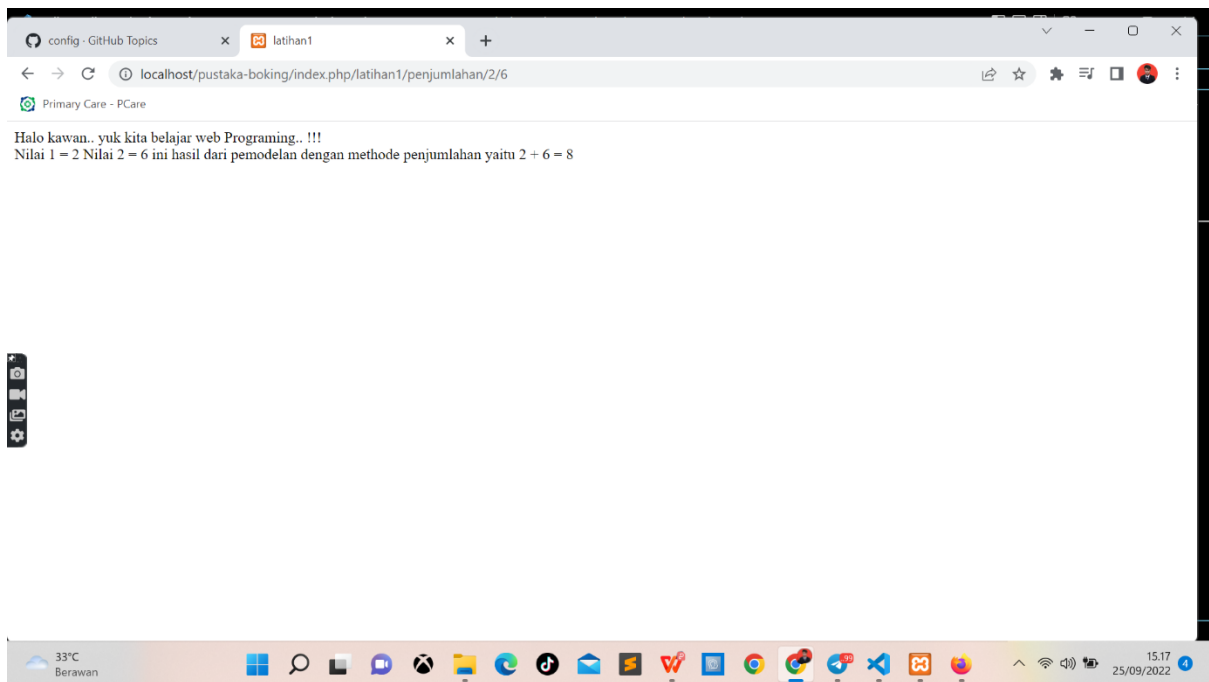 config - GitHub Topics
latihan1
localhost/pustaka-boking/index.php/latihan1/penjumlahan/2/6
Primary Care - PCare
Halo kawan.. yuk kita belajar web Programing.. !!!
Nilai 1 = 2 Nilai 2 = 6 ini hasil dari pemodelan dengan methode penjumlahan yaitu 2 + 6 = 8
33°C
Berawan
99
15.17
25/09/2022
4